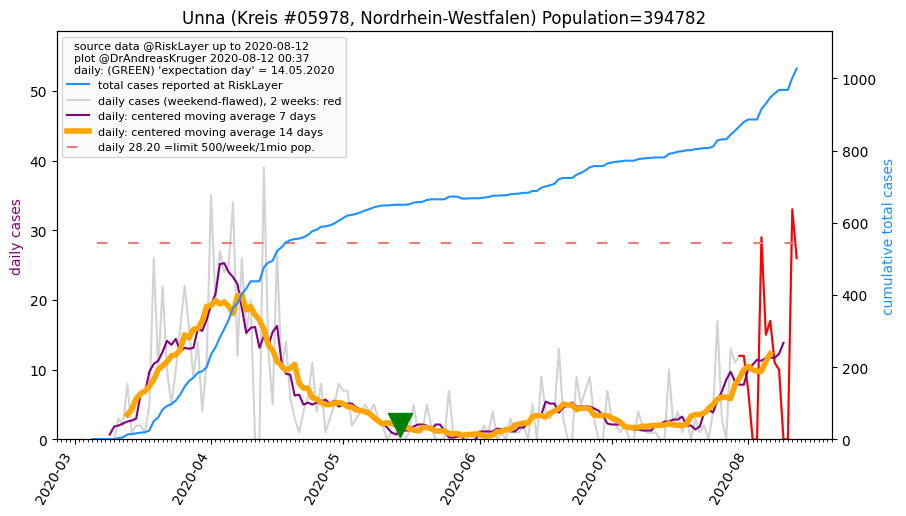 Unna (Kreis #05978, Nordrhein-Westfalen) Population=394782
source data @RiskLayer up to 2020-08-12
plot @DrAndreasKruger 2020-08-12 00:37
daily: (GREEN) 'expectation day' = 14.05.2020
total cases reported at RiskLayer
daily cases (weekend-flawed), 2 weeks: red
daily: centered moving average 7 days
daily: centered moving average 14 days
daily 28.20 =limit 500/week/1mio pop.
daily cases
50
40
30
20
10
0
cumulative total cases
1000
800
600
400
200
0
2020-03
2020-04
2020-05
2020-06
2020-07
2020-08